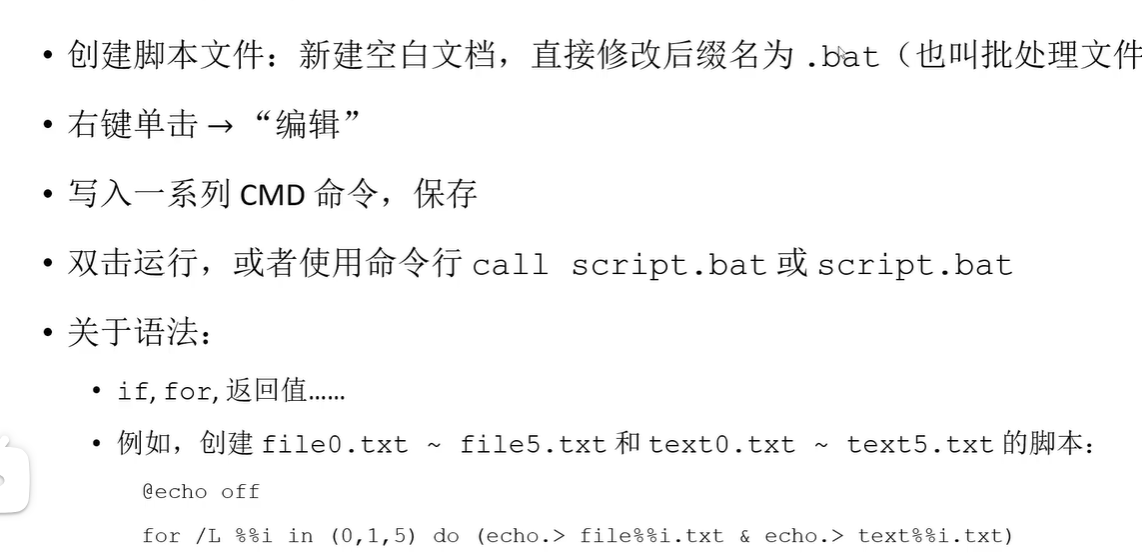 • 创建脚本文件：新建空白文档，直接修改后缀名为 .bat（也叫批处理文件
• 右键单击 → “编辑”
• 写入一系列 CMD 命令，保存
• 双击运行，或者使用命令行 call script.bat 或 script.bat
• 关于语法：
• if, for, 返回值……
• 例如，创建 file0.txt ~ file5.txt 和 text0.txt ~ text5.txt 的脚本：
@echo off
for /L %%i in (0,1,5) do (echo.> file%%i.txt & echo.> text%%i.txt)